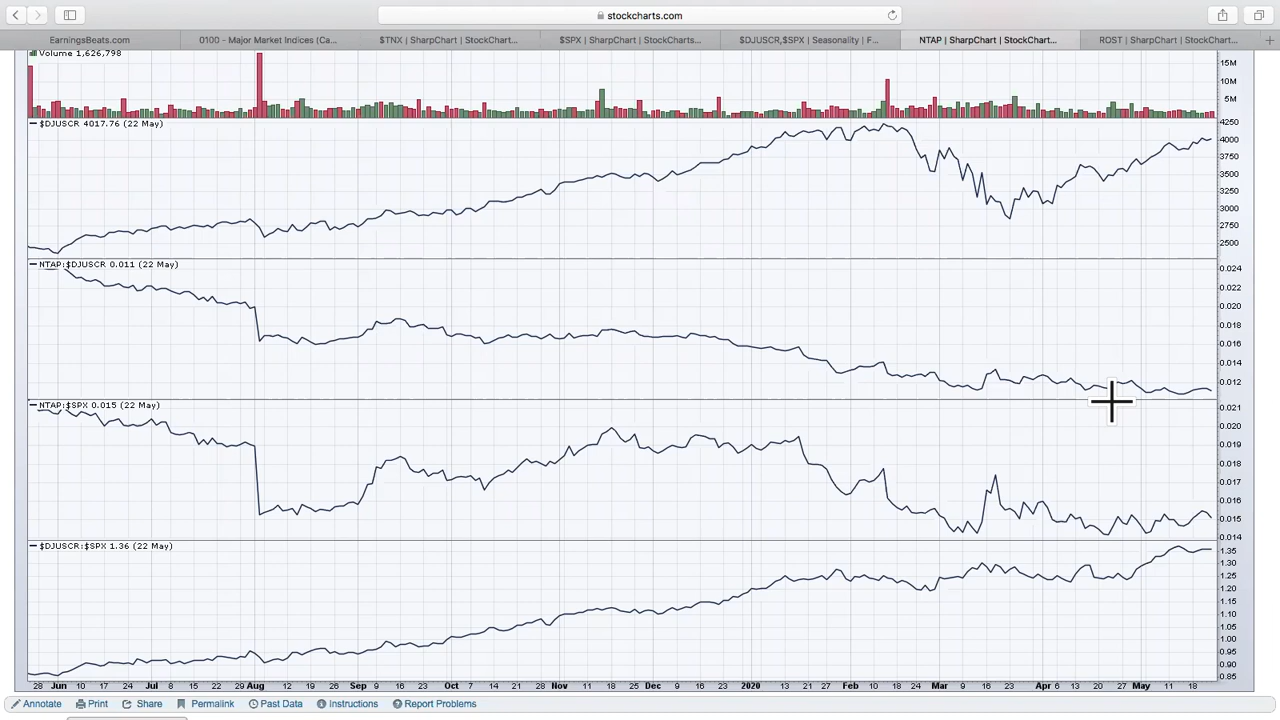 stockcharts.com
EarningsBeats.com
0100 - Major Market Indices (Ca...
$TNX | SharpChart | StockChart...
$SPX | SharpChart | StockCharts...
$DJUSCR,$SPX | Seasonality | F...
NTAP | SharpChart | StockChart...
ROST | SharpChart | StockChart...
Volume 1,626,798
15M
10M
5M
$DJUSCR 4017.76 (22 May)
4250
4000
3750
3500
3250
3000
2750
2500
NTAP:$DJUSCR 0.011 (22 May)
0.024
0.022
0.020
0.018
0.016
0.014
0.012
NTAP:$SPX 0.015 (22 May)
0.021
0.020
0.019
0.018
0.017
0.016
0.015
0.014
$DJUSCR:$SPX 1.36 (22 May)
1.35
1.30
1.25
1.20
1.15
1.10
1.05
1.00
0.95
0.90
0.85
28 Jun 10 17 24 Jul 8 15 22 29 Aug 12 19 26 Sep 9 16 23 Oct 7 14 21 28 Nov 11 18 25 Dec 9 16 23 2020 13 21 27 Feb 10 18 24 Mar 9 16 23 Apr 6 13 20 27 May 11 18
Annotate Print Share Permalink Past Data Instructions Report Problems